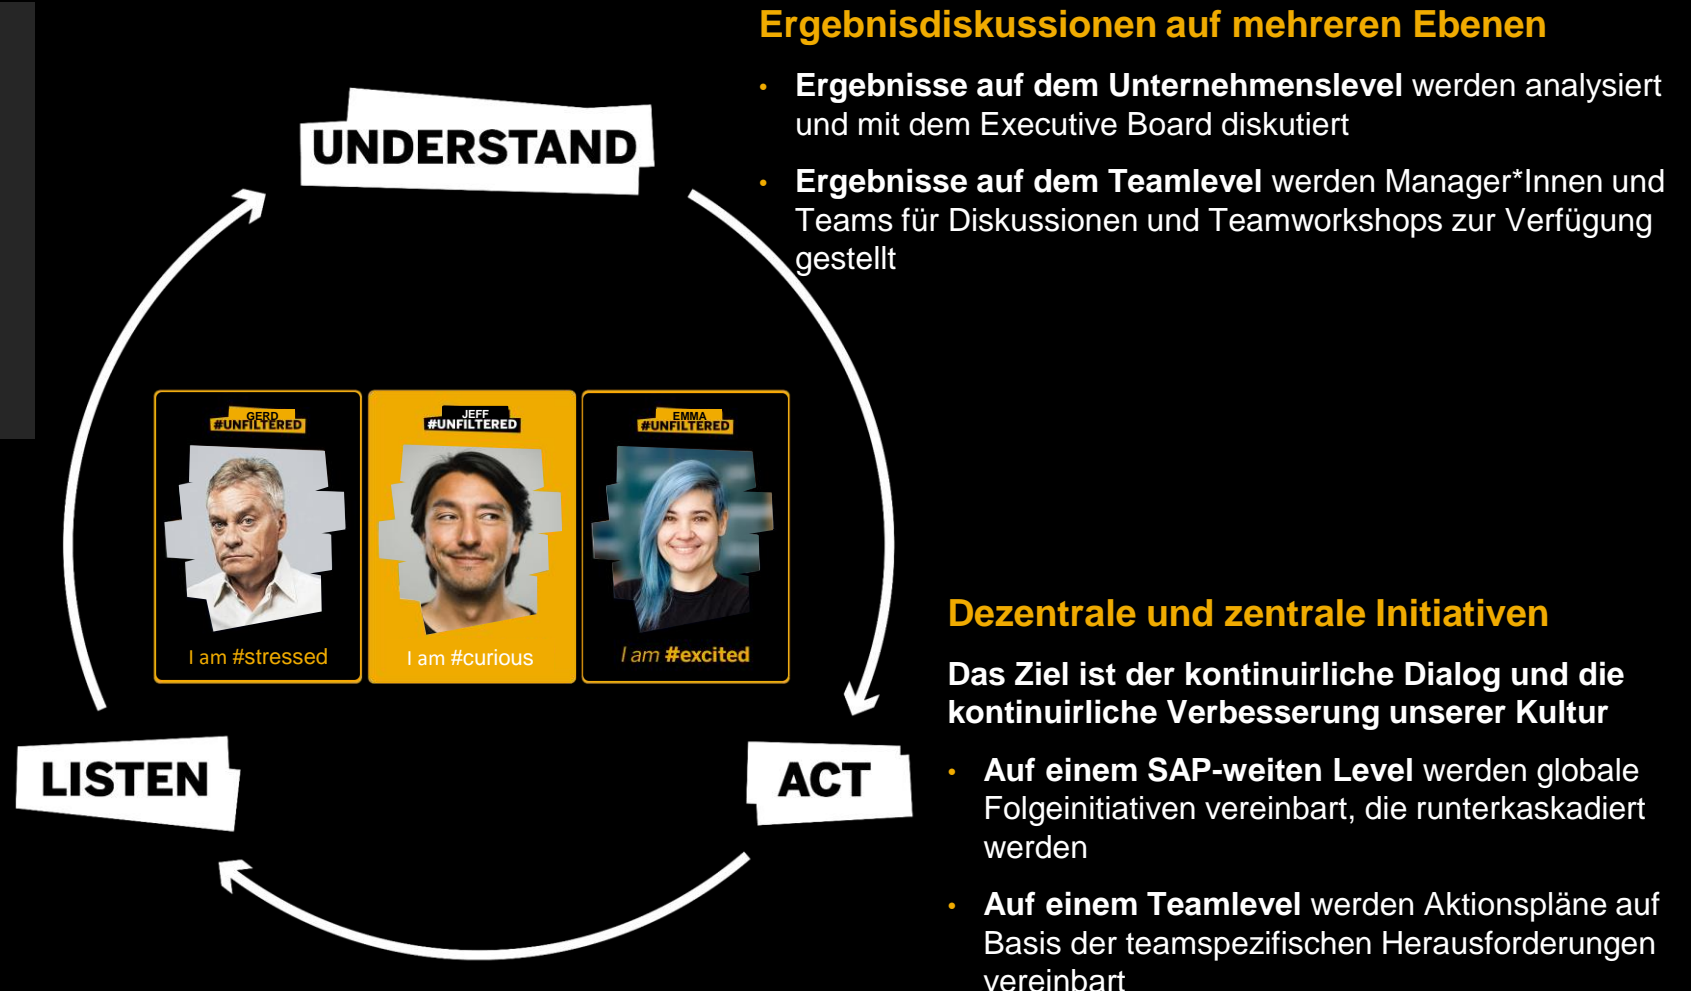 Ergebnisdiskussionen auf mehreren Ebenen
• Ergebnisse auf dem Unternehmenslevel werden analysiert
und mit dem Executive Board diskutiert
• Ergebnisse auf dem Teamlevel werden Manager*Innen und
Teams für Diskussionen und Teamworkshops zur Verfügung
gestellt
UNDERSTAND
GERD
#UNFILTERED
I am #stressed
JEFF
#UNFILTERED
I am #curious
EMMA
#UNFILTERED
I am #excited
LISTEN
ACT
Dezentrale und zentrale Initiativen
Das Ziel ist der kontinuirliche Dialog und die
kontinuirliche Verbesserung unserer Kultur
• Auf einem SAP-weiten Level werden globale
Folgeinitiativen vereinbart, die runterkaskadiert
werden
• Auf einem Teamlevel werden Aktionspläne auf
Basis der teamspezifischen Herausforderungen
vereinbart